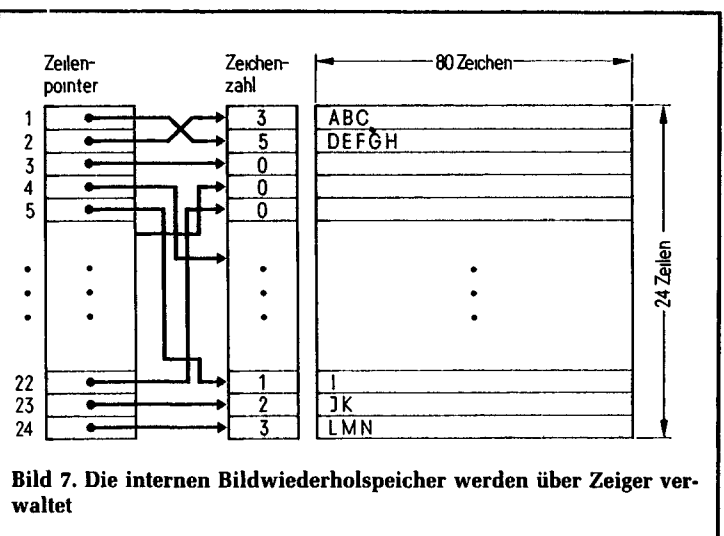 Zeilen-
pointer
Zeichen-
zahl
80 Zeichen
1 3 ABC
2 5 DEFGH
3 0
4 0
5 0
24 Zeilen
22 1 I
23 2 JK
24 3 LMN
Bild 7. Die internen Bildwiederholspeicher werden über Zeiger ver-
waltet